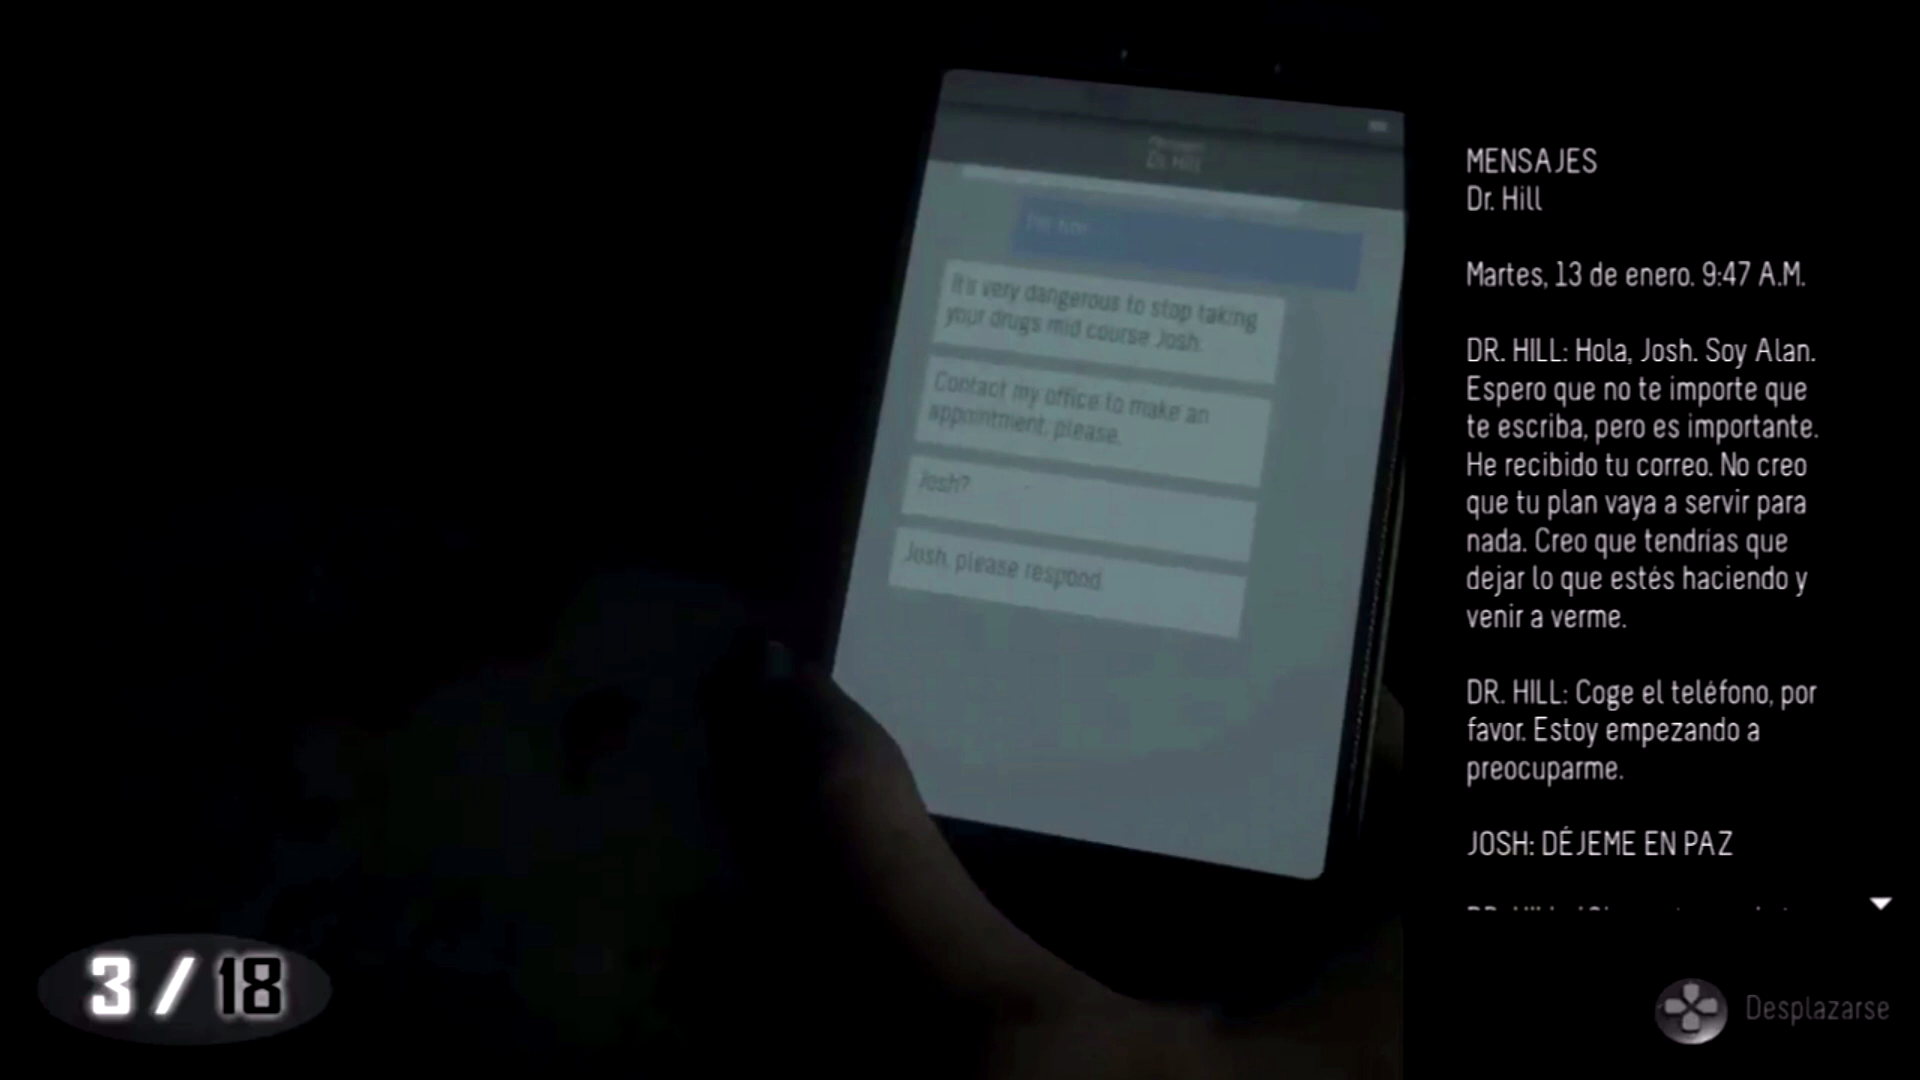 Dr. Hill
I'm not
It's very dangerous to stop taking
your drugs mid course Josh.
Contact my office to make an
appointment, please.
Josh?
Josh, please respond
MENSAJES
Dr. Hill
Martes, 13 de enero. 9:47 A.M.
DR. HILL: Hola, Josh. Soy Alan.
Espero que no te importe que
te escriba, pero es importante.
He recibido tu correo. No creo
que tu plan vaya a servir para
nada. Creo que tendrías que
dejar lo que estés haciendo y
venir a verme.
DR. HILL: Coge el teléfono, por
favor. Estoy empezando a
preocuparme.
JOSH: DÉJEME EN PAZ
3 / 18
Desplazarse